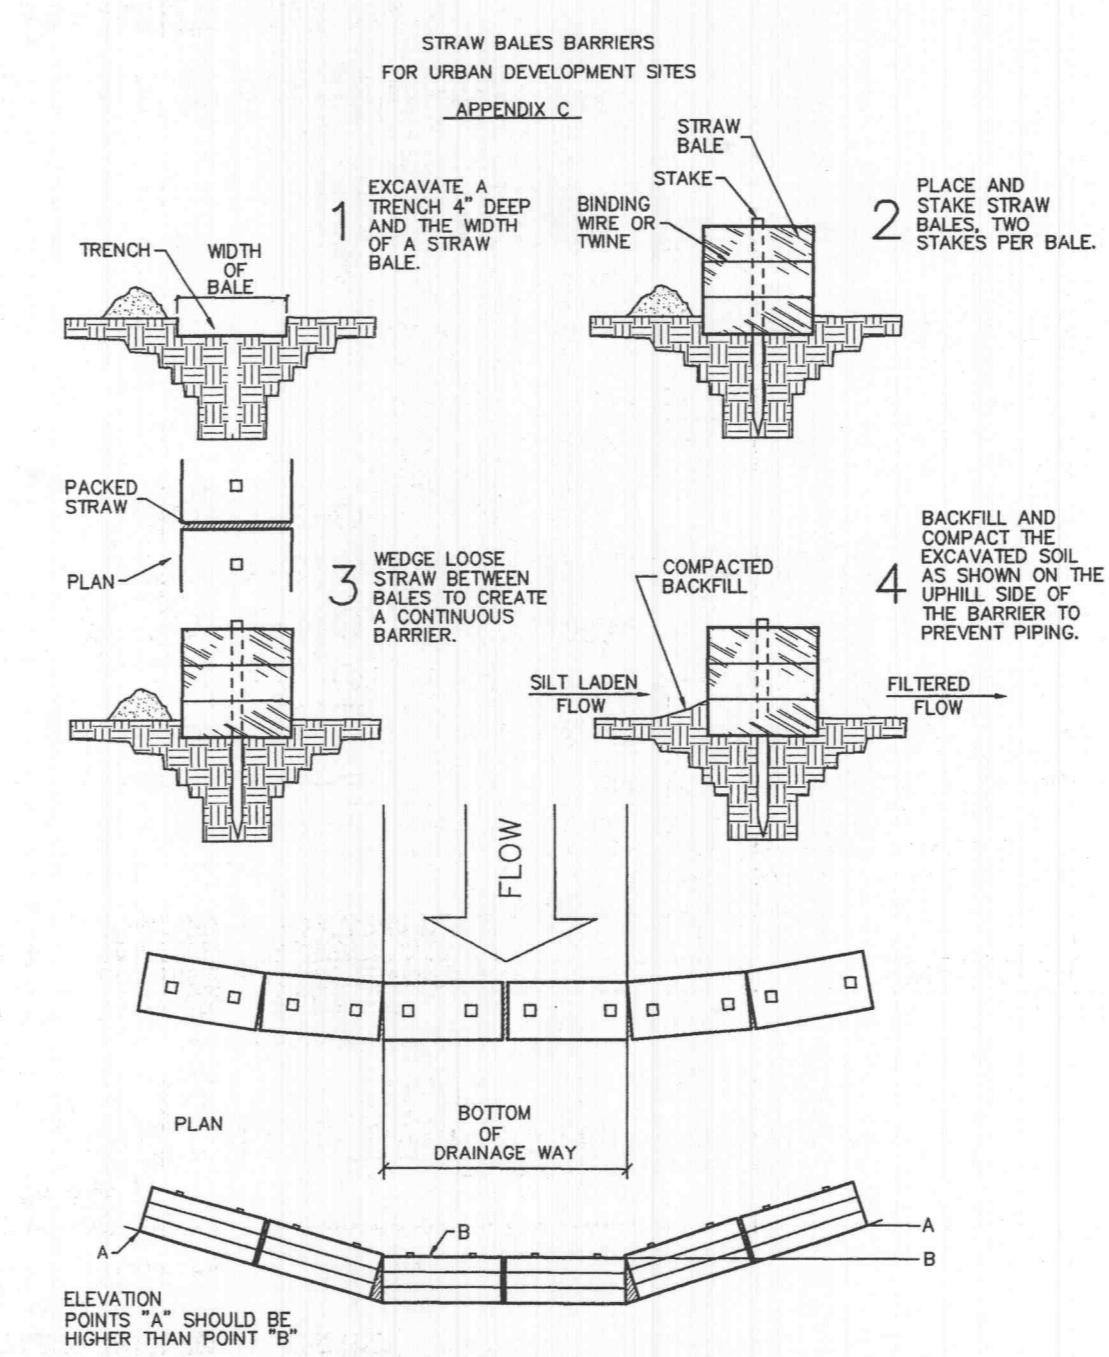 STRAW BALES BARRIERS
FOR URBAN DEVELOPMENT SITES
APPENDIX C
1
EXCAVATE A
TRENCH 4" DEEP
AND THE WIDTH
OF A STRAW
BALE.
TRENCH
WIDTH
OF
BALE
STRAW
BALE
STAKE
BINDING
WIRE OR
TWINE
2
PLACE AND
STAKE STRAW
BALES, TWO
STAKES PER BALE.
PACKED
STRAW
PLAN
3
WEDGE LOOSE
STRAW BETWEEN
BALES TO CREATE
A CONTINUOUS
BARRIER.
COMPACTED
BACKFILL
4
BACKFILL AND
COMPACT THE
EXCAVATED SOIL
AS SHOWN ON THE
UPHILL SIDE OF
THE BARRIER TO
PREVENT PIPING.
SILT LADEN
FLOW
FILTERED
FLOW
FLOW
PLAN
BOTTOM
OF
DRAINAGE WAY
A
B
A
B
ELEVATION
POINTS "A" SHOULD BE
HIGHER THAN POINT "B"